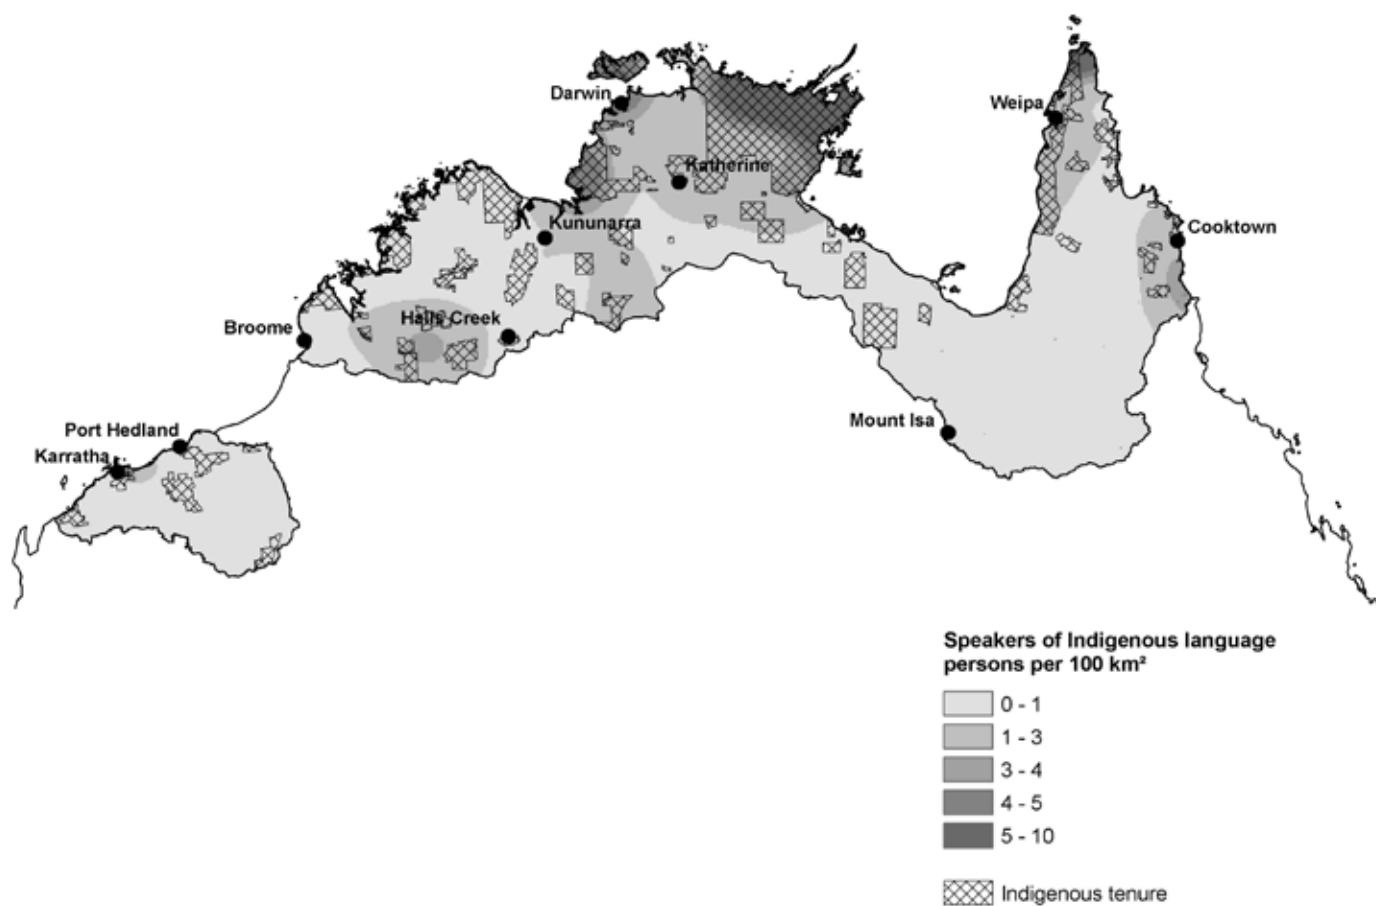 Darwin
Weipa
Katherine
Kununarra
Cooktown
Broome
Halls Creek
Port Hedland
Mount Isa
Karratha
Speakers of Indigenous language
persons per 100 km²
0 - 1
1 - 3
3 - 4
4 - 5
5 - 10
Indigenous tenure